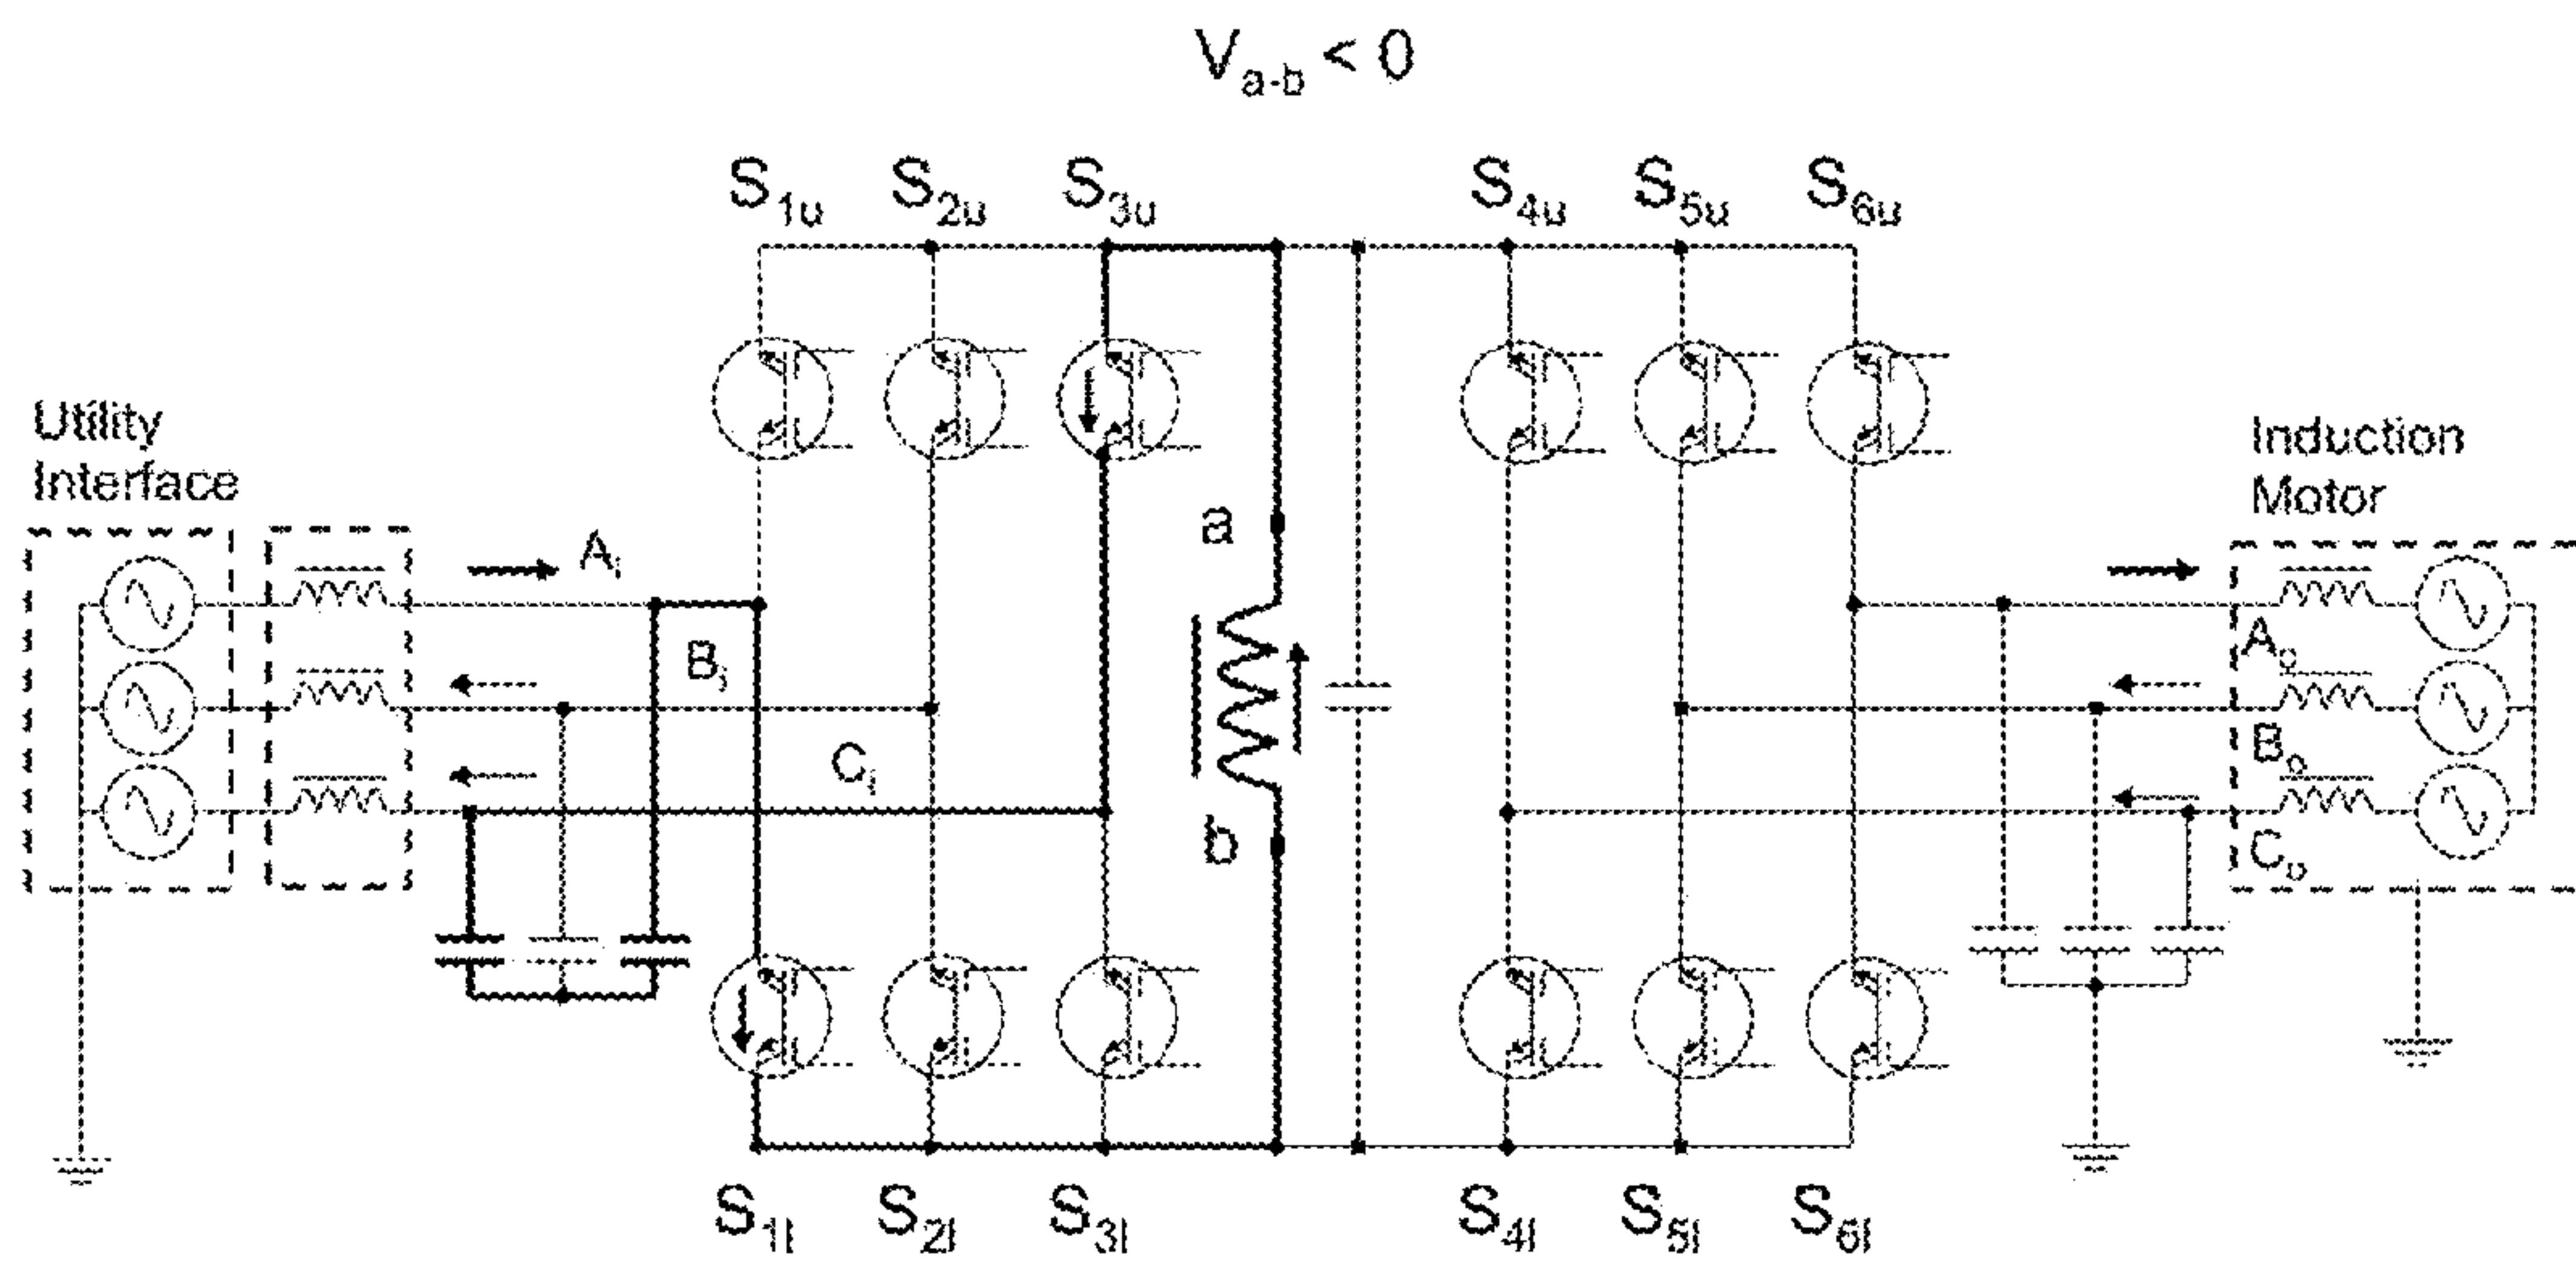 Va-b < 0
S1u S2u S3u S4u S5u S6u
Utility
Interface
Induction
Motor
a
Ai
Bi
Ci
b
Ao
Bo
Co
S1l S2l S3l S4l S5l S6l